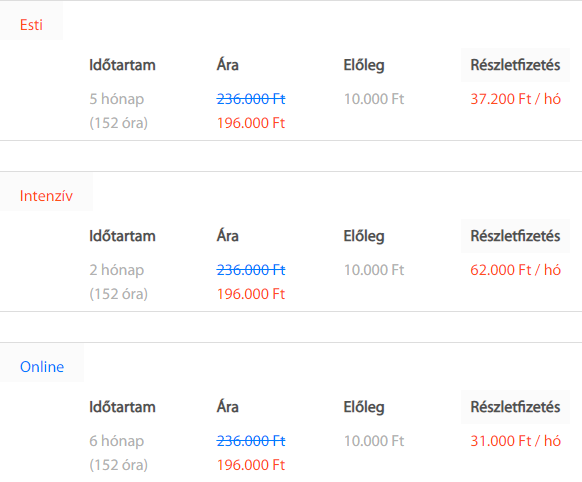 Esti
Időtartam Ára Előleg Részletfizetés
5 hónap 236.000 Ft 10.000 Ft 37.200 Ft / hó
(152 óra) 196.000 Ft
Intenzív
Időtartam Ára Előleg Részletfizetés
2 hónap 236.000 Ft 10.000 Ft 62.000 Ft / hó
(152 óra) 196.000 Ft
Online
Időtartam Ára Előleg Részletfizetés
6 hónap 236.000 Ft 10.000 Ft 31.000 Ft / hó
(152 óra) 196.000 Ft